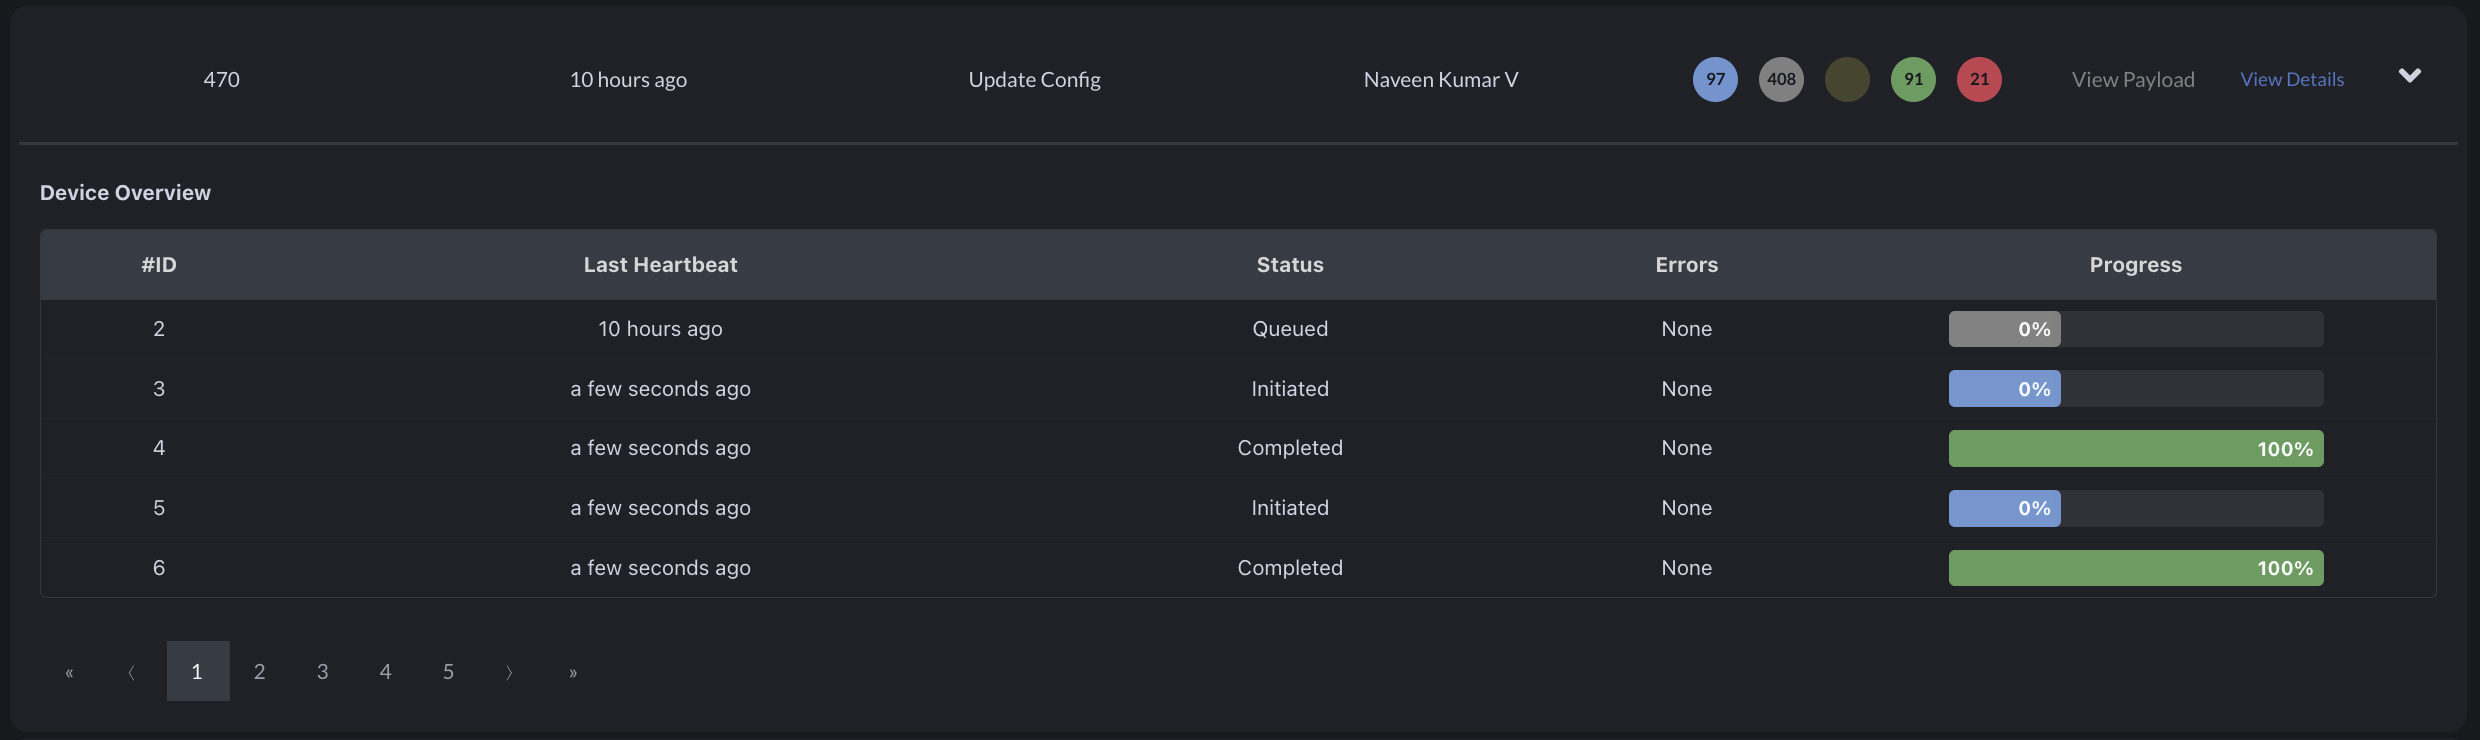 470 10 hours ago Update Config Naveen Kumar V 97 408 91 21 View Payload View Details
Device Overview
#ID Last Heartbeat Status Errors Progress
2 10 hours ago Queued None 0%
3 a few seconds ago Initiated None 0%
4 a few seconds ago Completed None 100%
5 a few seconds ago Initiated None 0%
6 a few seconds ago Completed None 100%
« ‹ 1 2 3 4 5 › »